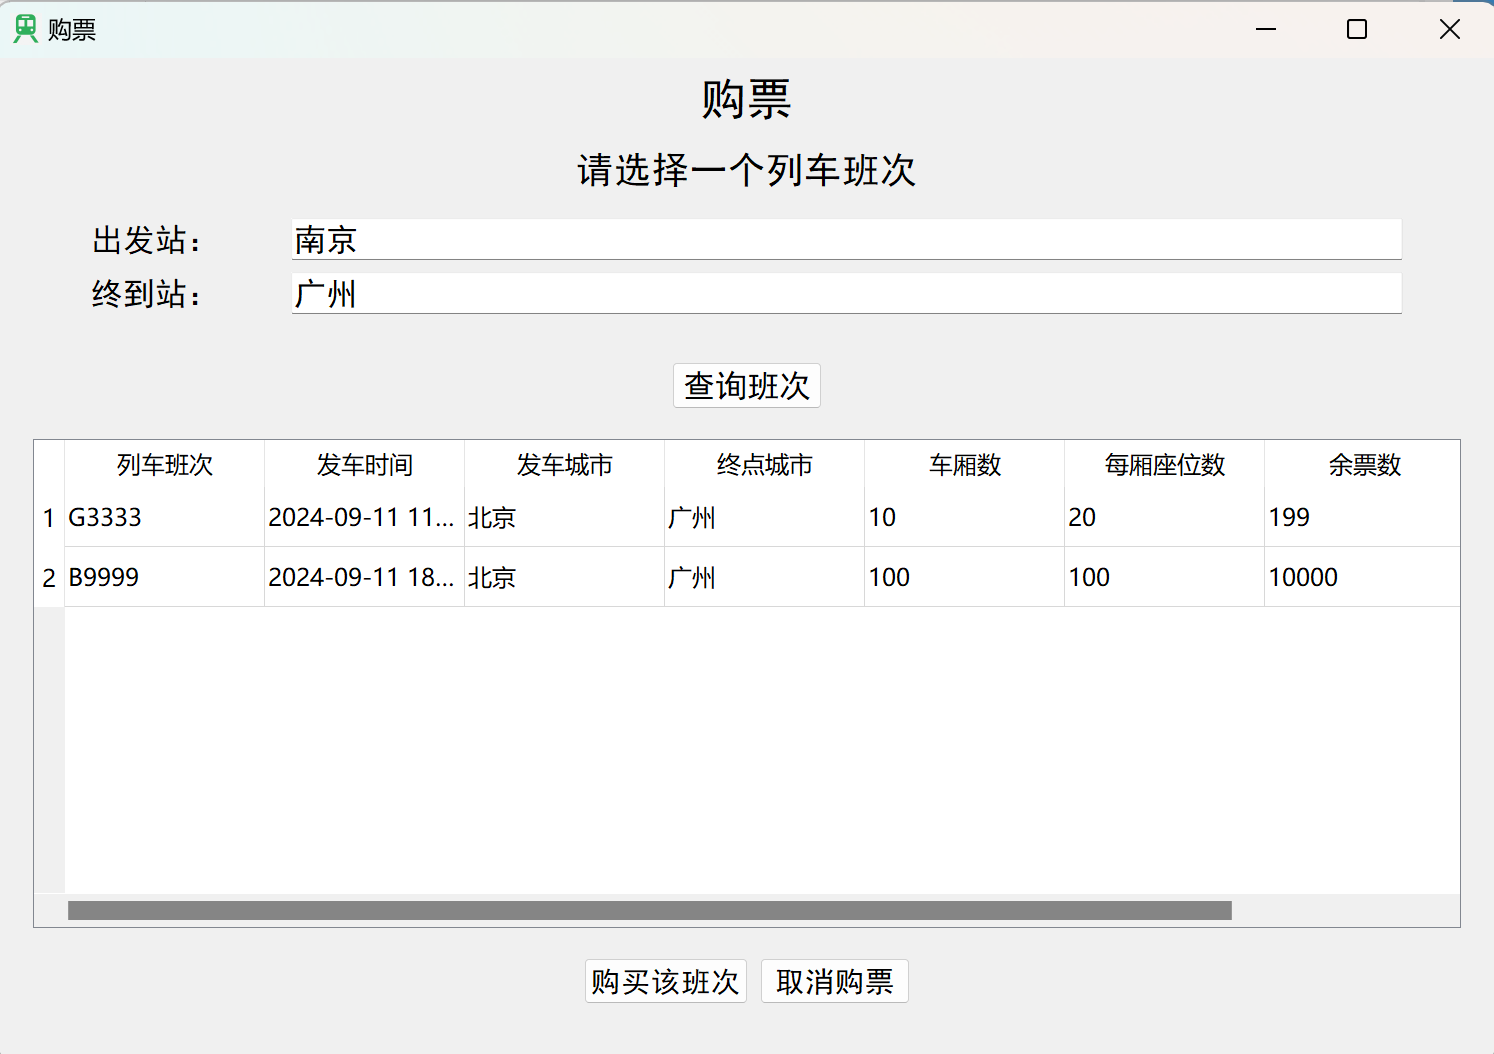 购票
购票
请选择一个列车班次
出发站： 南京
终到站： 广州
查询班次
列车班次 发车时间 发车城市 终点城市 车厢数 每厢座位数 余票数
1 G3333 2024-09-11 11... 北京 广州 10 20 199
2 B9999 2024-09-11 18... 北京 广州 100 100 10000
购买该班次 取消购票